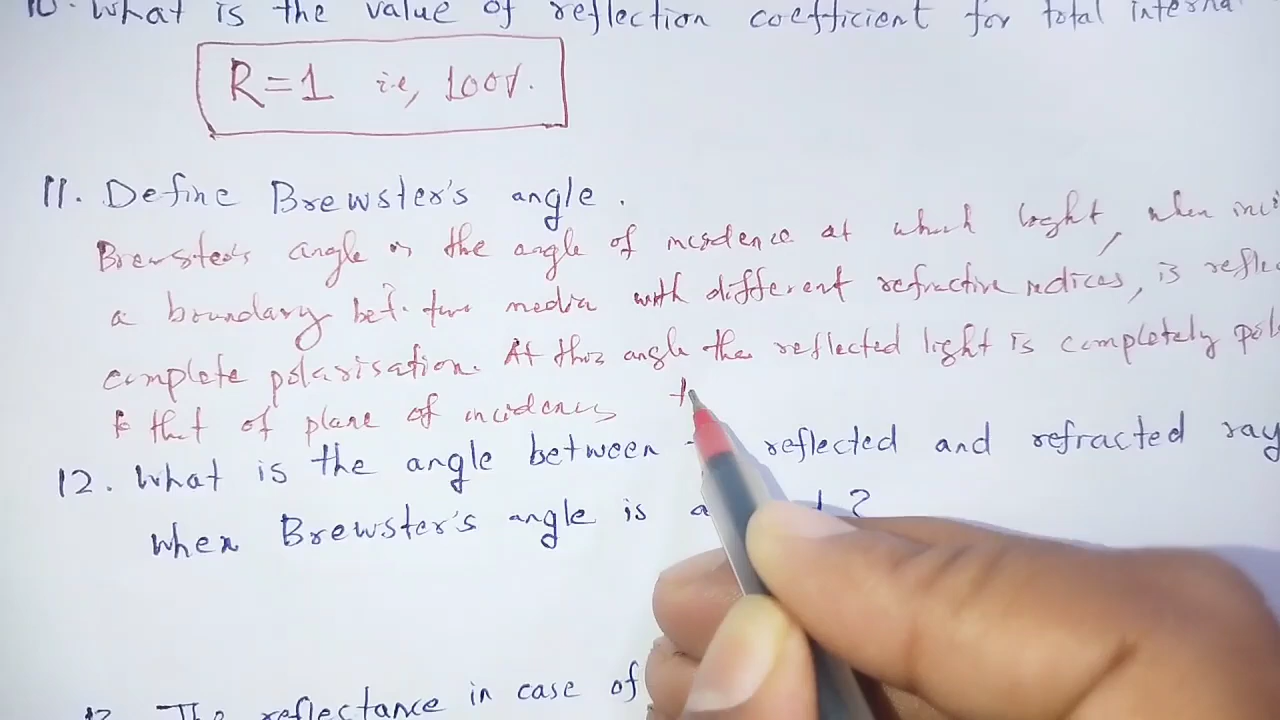 10. What is the value of reflection coefficient for total interna
R=1 i.e, 100%.
11. Define Brewster's angle.
Brewster's angle is the angle of incidence at which light, when inci
a boundary bet. two media with different refractive indices, is refle
complete polarisation. At this angle the reflected light is completely pol
to that of plane of incidences
12. What is the angle between reflected and refracted ray
when Brewster's angle is a
13. The reflectance in case of